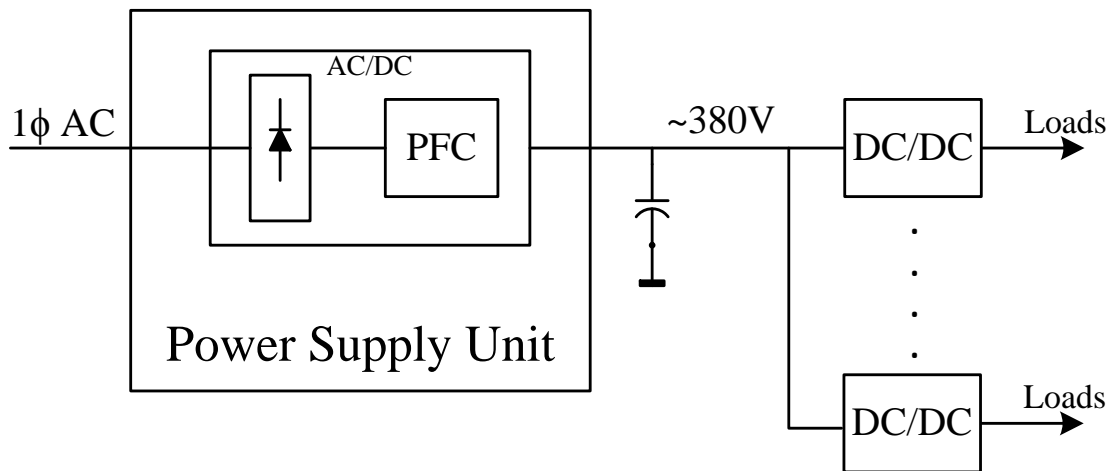 AC/DC
1ϕ AC
PFC
~380V
DC/DC
Loads
Power Supply Unit
DC/DC
Loads